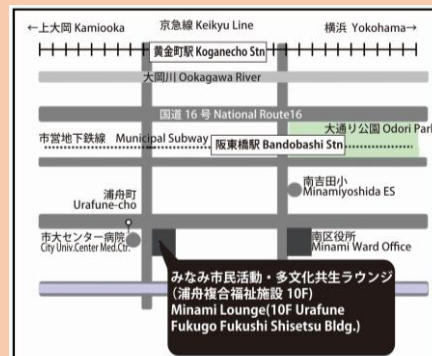 ←上大岡 Kamiooka 京急線 Keikyu Line 横浜 Yokohama→
黄金町駅 Koganecho Stn
大岡川 Ookagawa River
国道 16 号 National Route16
大通り公園 Odori Park
市営地下鉄線 Municipal Subway
阪東橋駅 Bandobashi Stn
南吉田小
Minamiyoshida ES
浦舟町
Urafune-cho
市大センター病院
City Univ.Center Med.Ctr.
南区役所
Minami Ward Office
みなみ市民活動・多文化共生ラウンジ
(浦舟複合福祉施設 10F)
Minami Lounge(10F Urafune
Fukugo Fukushi Shisetsu Bldg.)